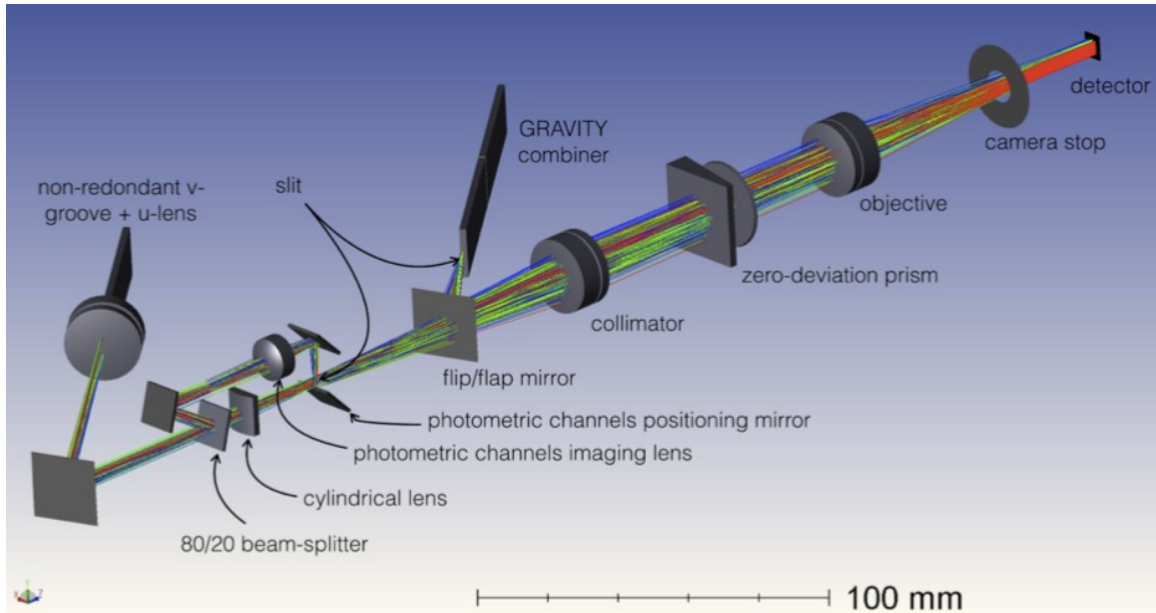 GRAVITY
combiner
slit
non-redondant v-
groove + u-lens
detector
camera stop
objective
zero-deviation prism
collimator
flip/flap mirror
photometric channels positioning mirror
photometric channels imaging lens
cylindrical lens
80/20 beam-splitter
100 mm